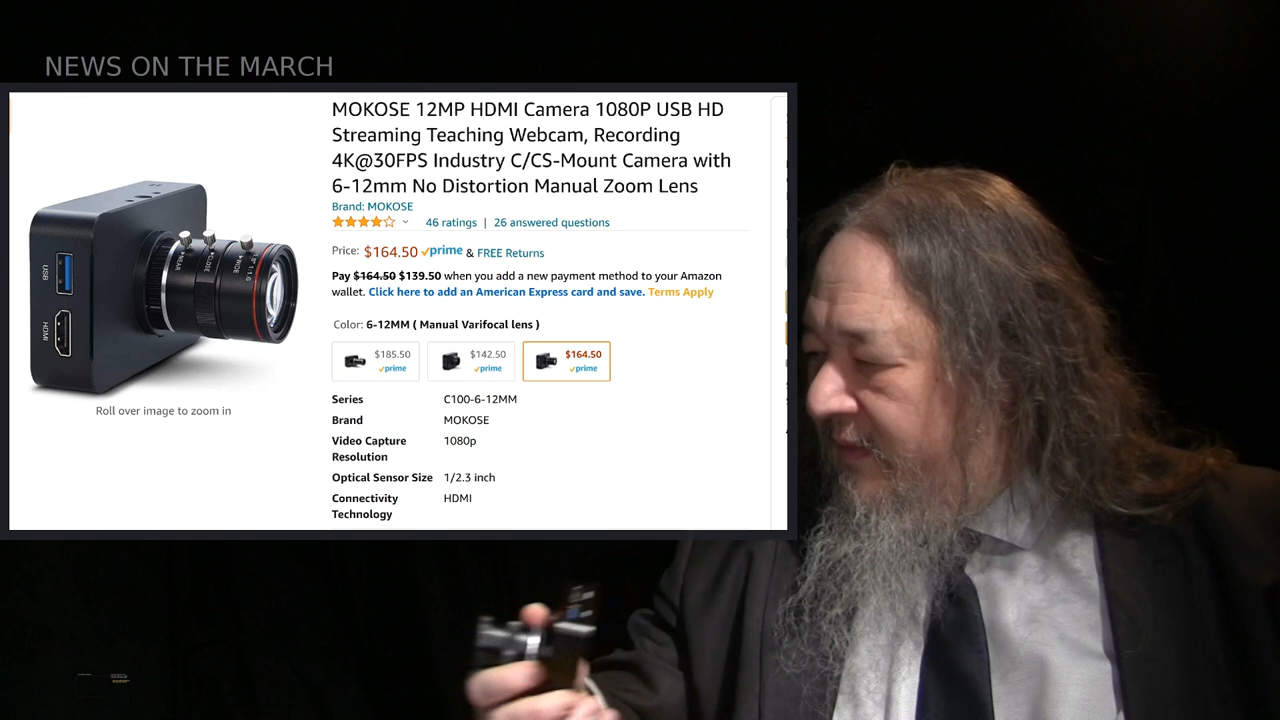 NEWS ON THE MARCH
MOKOSE 12MP HDMI Camera 1080P USB HD
Streaming Teaching Webcam, Recording
4K@30FPS Industry C/CS-Mount Camera with
6-12mm No Distortion Manual Zoom Lens
Brand: MOKOSE
46 ratings | 26 answered questions
Price: $164.50 prime & FREE Returns
Pay $164.50 $139.50 when you add a new payment method to your Amazon
wallet. Click here to add an American Express card and save. Terms Apply
Color: 6-12MM ( Manual Varifocal lens )
$185.50 $142.50 $164.50
prime prime prime
Series C100-6-12MM
Brand MOKOSE
Video Capture 1080p
Resolution
Optical Sensor Size 1/2.3 inch
Connectivity HDMI
Technology
USB
HDMI
Roll over image to zoom in